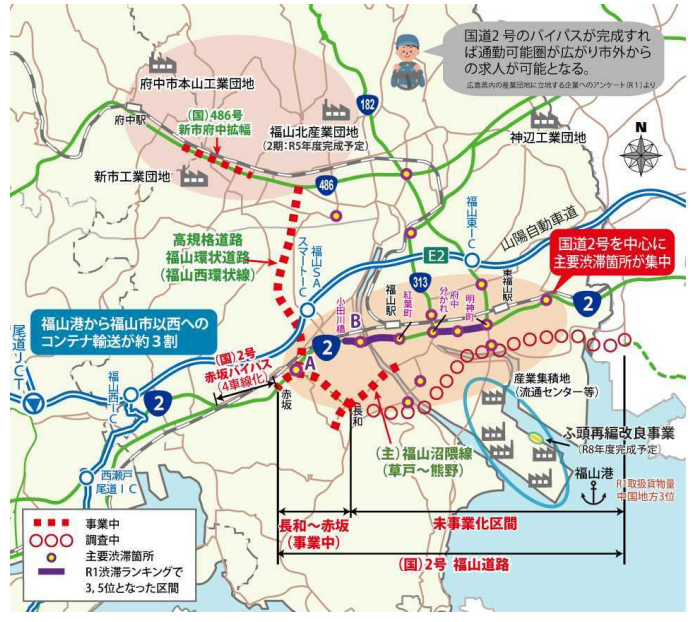 国道2号のバイパスが完成すれ
ば通勤可能圏が広がり市外から
の求人が可能となる。
広島県内の産業団地に立地する企業へのアンケート(R1)より
府中市本山工業団地
182
府中駅
(国)486号
新市府中拡幅
福山北産業団地
(2期:R5年度完成予定)
神辺工業団地
N
新市工業団地
486
高規格道路
福山環状道路
(福山西環状線)
福山SA
スマートIC
福山東IC
山陽自動車道
E2
313
国道2号を中心に
主要渋滞箇所が集中
2
小田川橋
B
福山駅
紅葉町
府中
分かれ
明神町
東福山駅
福山港から福山市以西への
コンテナ輸送が約3割
2
尾道JCT
(国)2号
赤坂バイパス
(4車線化)
A
福山西IC
2
赤坂
長和
産業集積地
(流通センター等)
ふ頭再編改良事業
(R8年度完成予定)
(主)福山沼隈線
(草戸~熊野)
西瀬戸
尾道IC
福山港
R1取扱貨物量
中国地方3位
長和~赤坂
(事業中)
未事業化区間
(国)2号 福山道路
事業中
調査中
主要渋滞箇所
R1渋滞ランキングで
3,5位となった区間